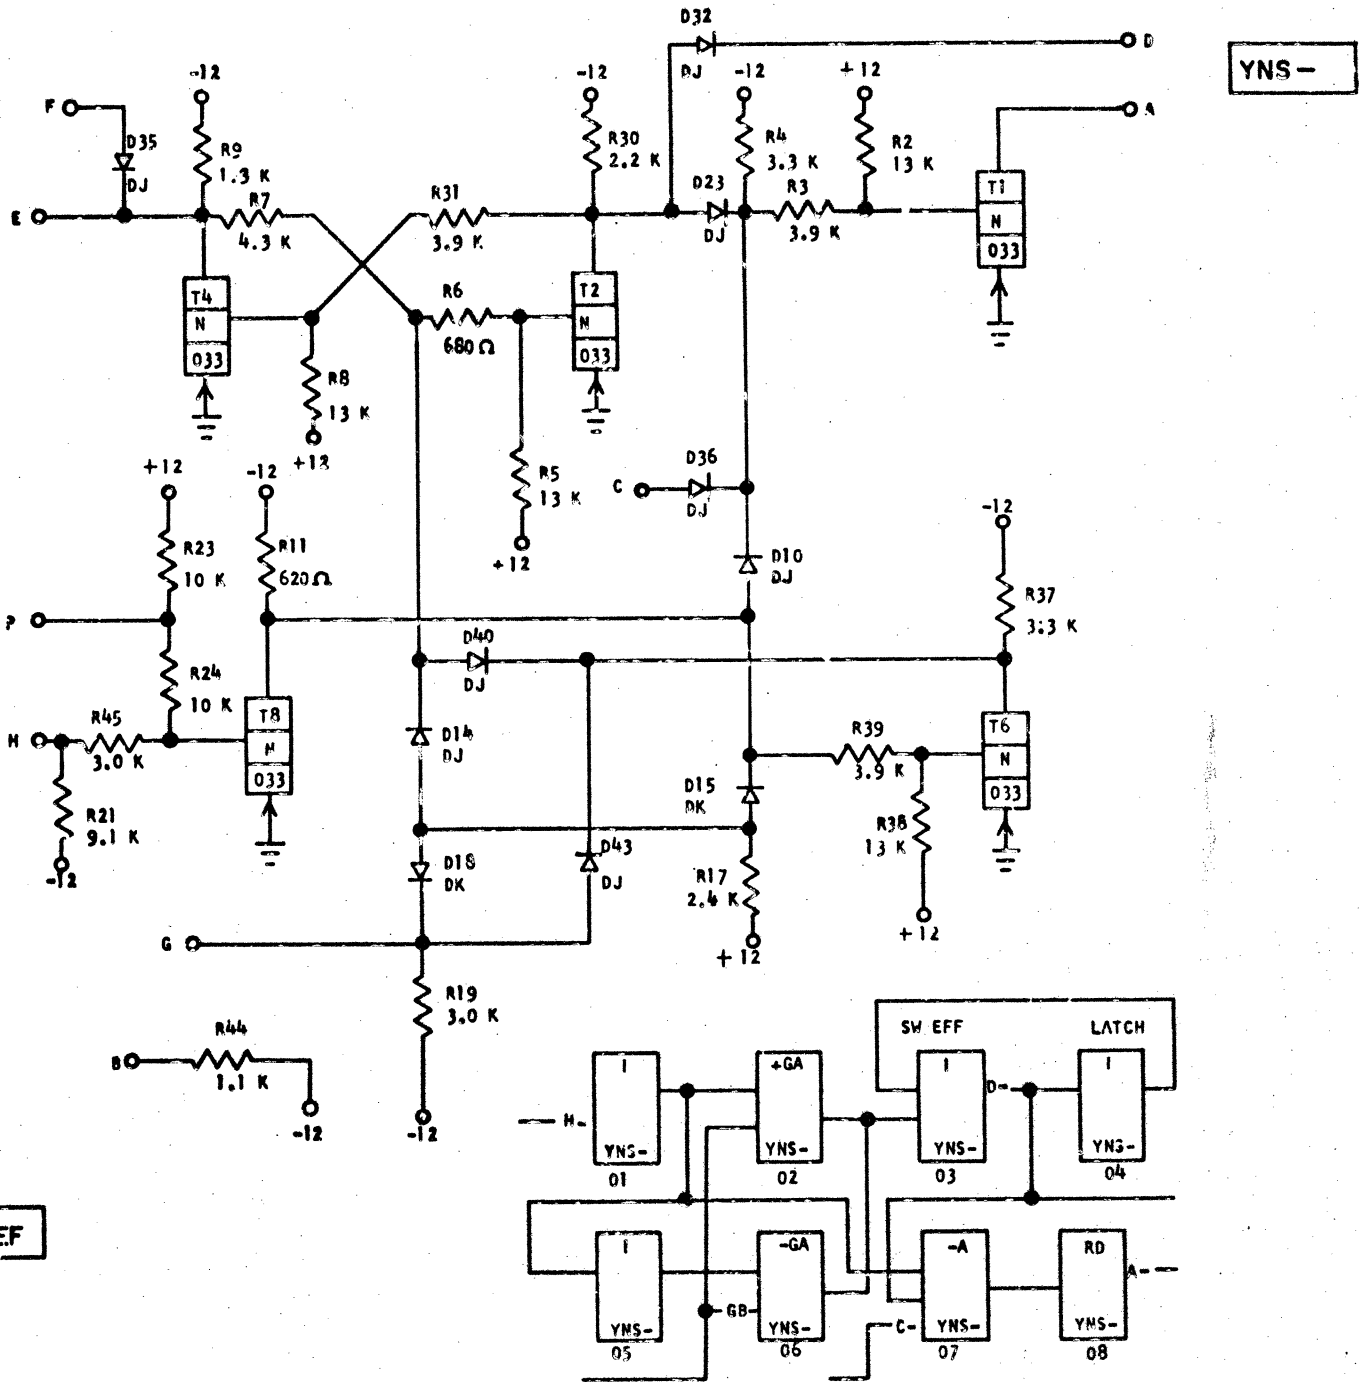 D32
D
YNS-
F
-12
-12
DJ
-12
+12
A
D35
DJ
R9
1.3 K
R30
2.2 K
R4
3.3 K
R2
13 K
R7
4.3 K
R31
3.9 K
D23
DJ
R3
3.9 K
T1
N
033
E
T4
N
033
R6
680Ω
T2
N
033
R8
13 K
+12
+12
-12
R5
13 K
+12
D36
C
DJ
-12
R23
10 K
R11
620Ω
D10
DJ
R37
3.3 K
P
D40
DJ
R24
10 K
T8
N
033
R45
3.0 K
H
D14
DJ
R39
3.9 K
T6
N
033
R21
9.1 K
-12
D15
DK
R38
13 K
D18
DK
D43
DJ
R17
2.4 K
+12
+12
G
R19
3.0 K
-12
R44
B
1.1 K
-12
SW EFF
LATCH
I
+GA
I
I
D-
H-
YNS-
YNS-
YNS-
YNS-
01
02
03
04
EF
I
-GA
-A
RD
A-
GB
C-
YNS-
YNS-
YNS-
YNS-
05
06
07
08